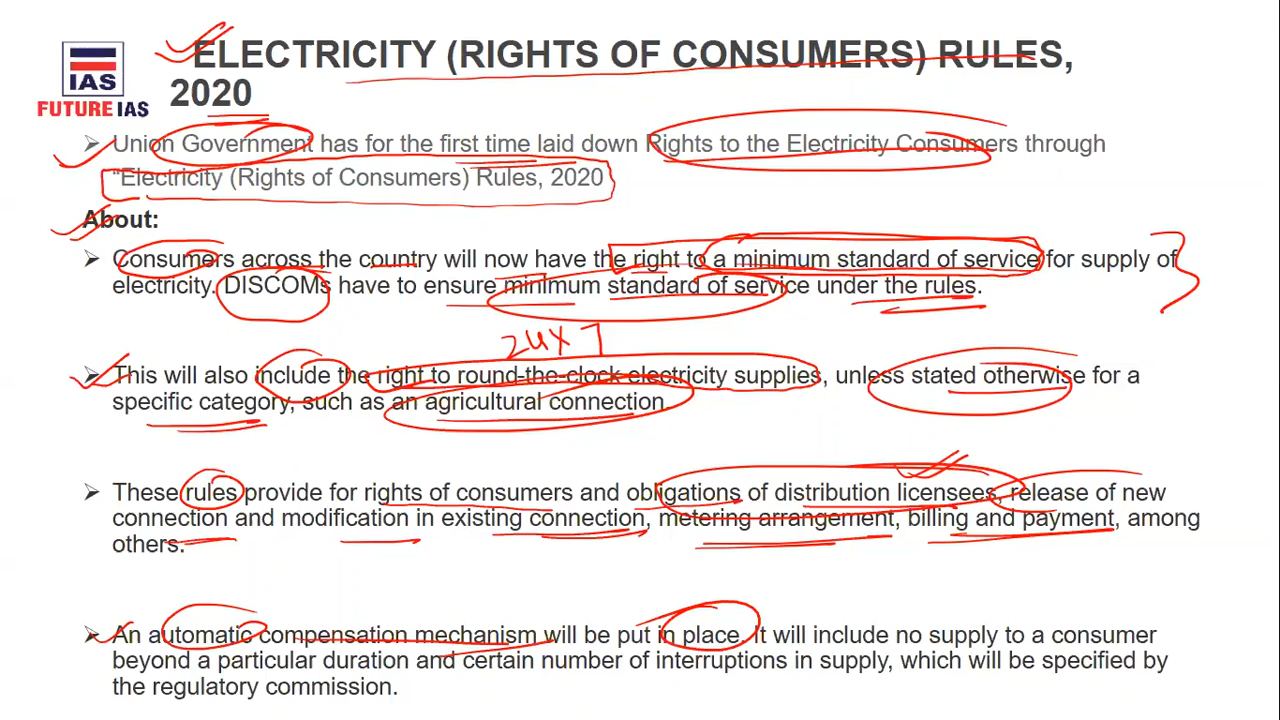 ELECTRICITY (RIGHTS OF CONSUMERS) RULES,
2020
IAS
FUTURE IAS
➢ Union Government has for the first time laid down Rights to the Electricity Consumers through
"Electricity (Rights of Consumers) Rules, 2020
About:
➢ Consumers across the country will now have the right to a minimum standard of service for supply of
electricity. DISCOMs have to ensure minimum standard of service under the rules.
24x7
➢ This will also include the right to round-the-clock electricity supplies, unless stated otherwise for a
specific category, such as an agricultural connection.
➢ These rules provide for rights of consumers and obligations of distribution licensees, release of new
connection and modification in existing connection, metering arrangement, billing and payment, among
others.
➢ An automatic compensation mechanism will be put in place. It will include no supply to a consumer
beyond a particular duration and certain number of interruptions in supply, which will be specified by
the regulatory commission.